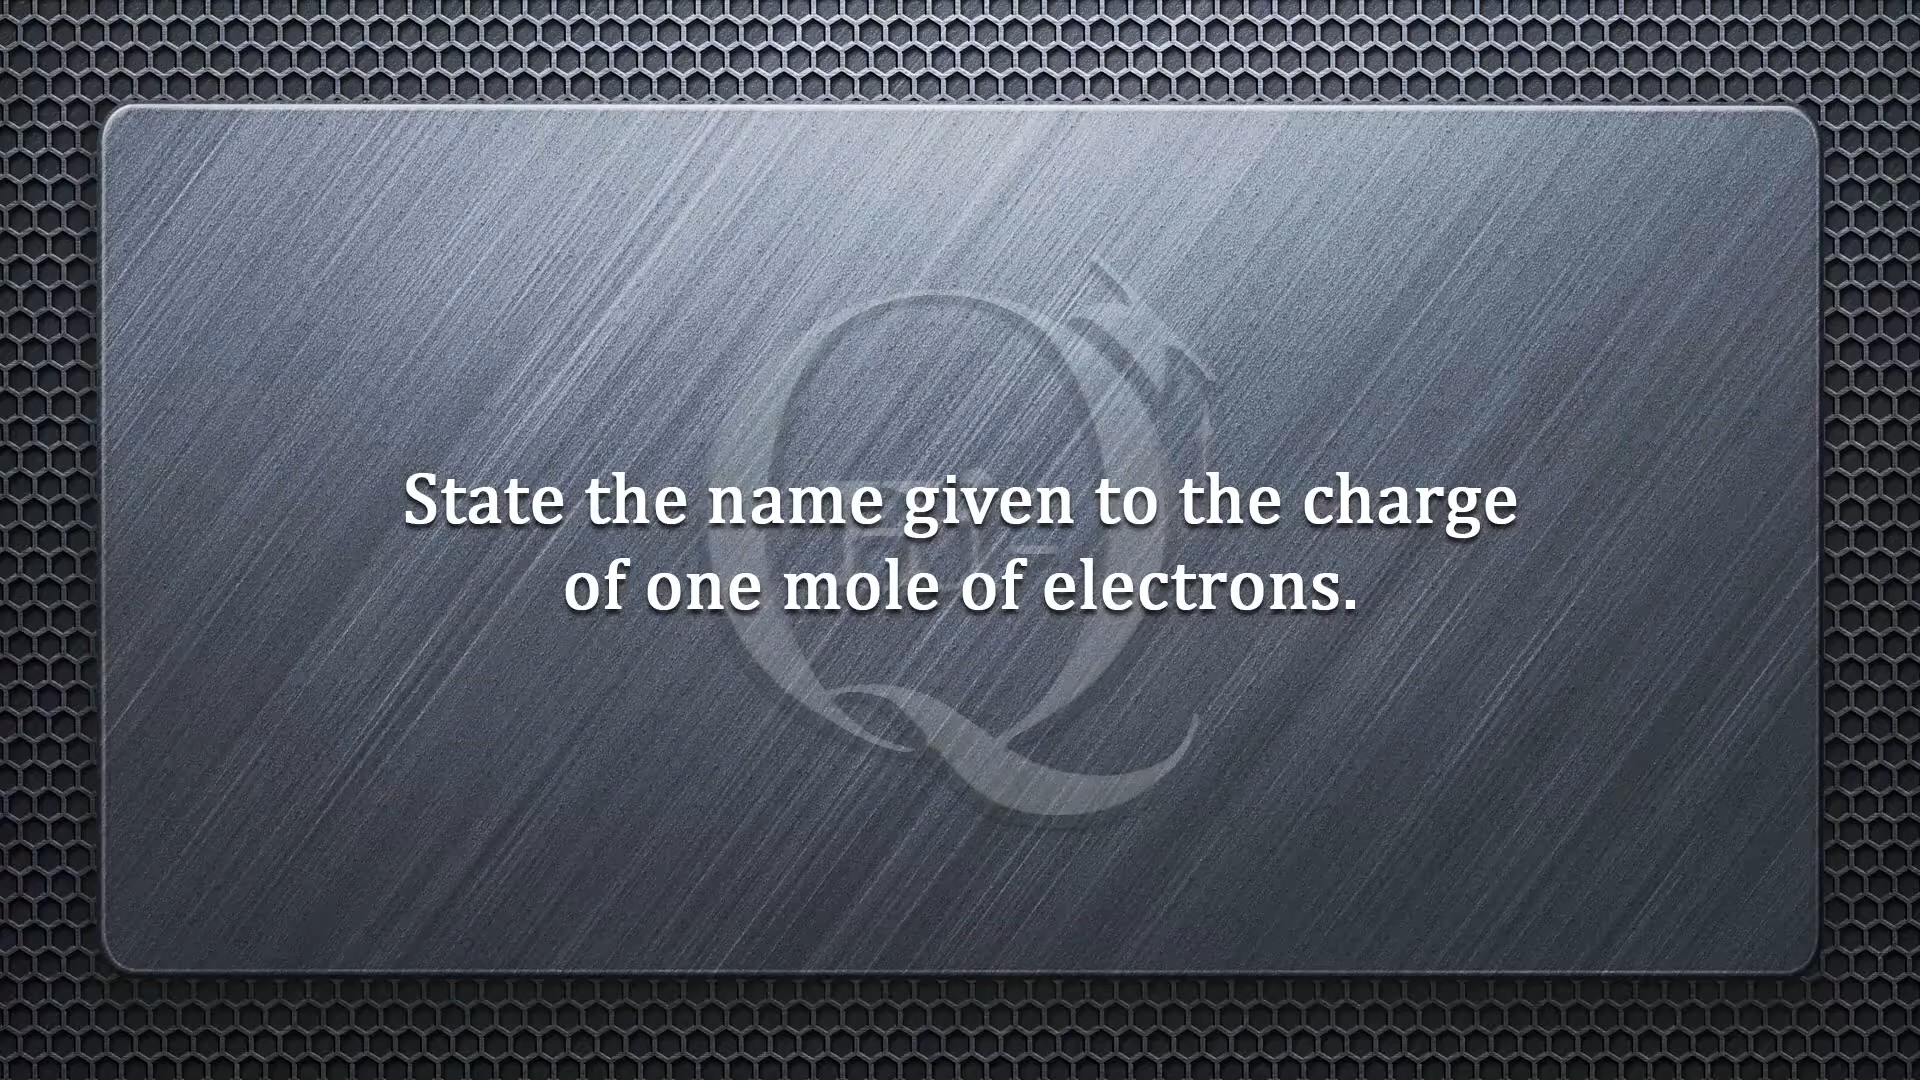 State the name given to the charge
of one mole of electrons.